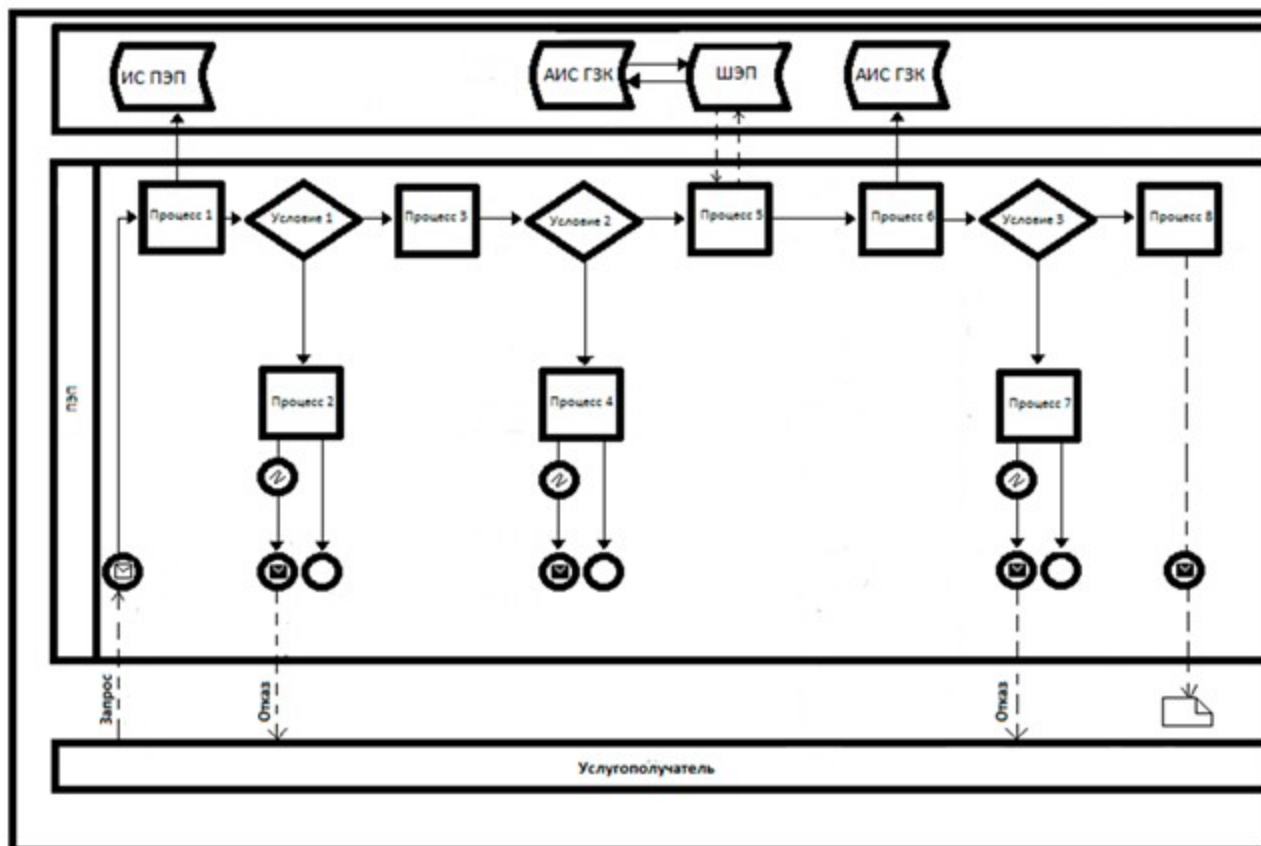 ИС ПЭП
АИС ГЗК
ШЭП
АИС ГЗК
Процесс 1
Условие 1
Процесс 3
Условие 2
Процесс 5
Процесс 6
Условие 3
Процесс 8
ПЭП
Процесс 2
Процесс 4
Процесс 7
Запрос
Отказ
Отказ
Услугополучатель